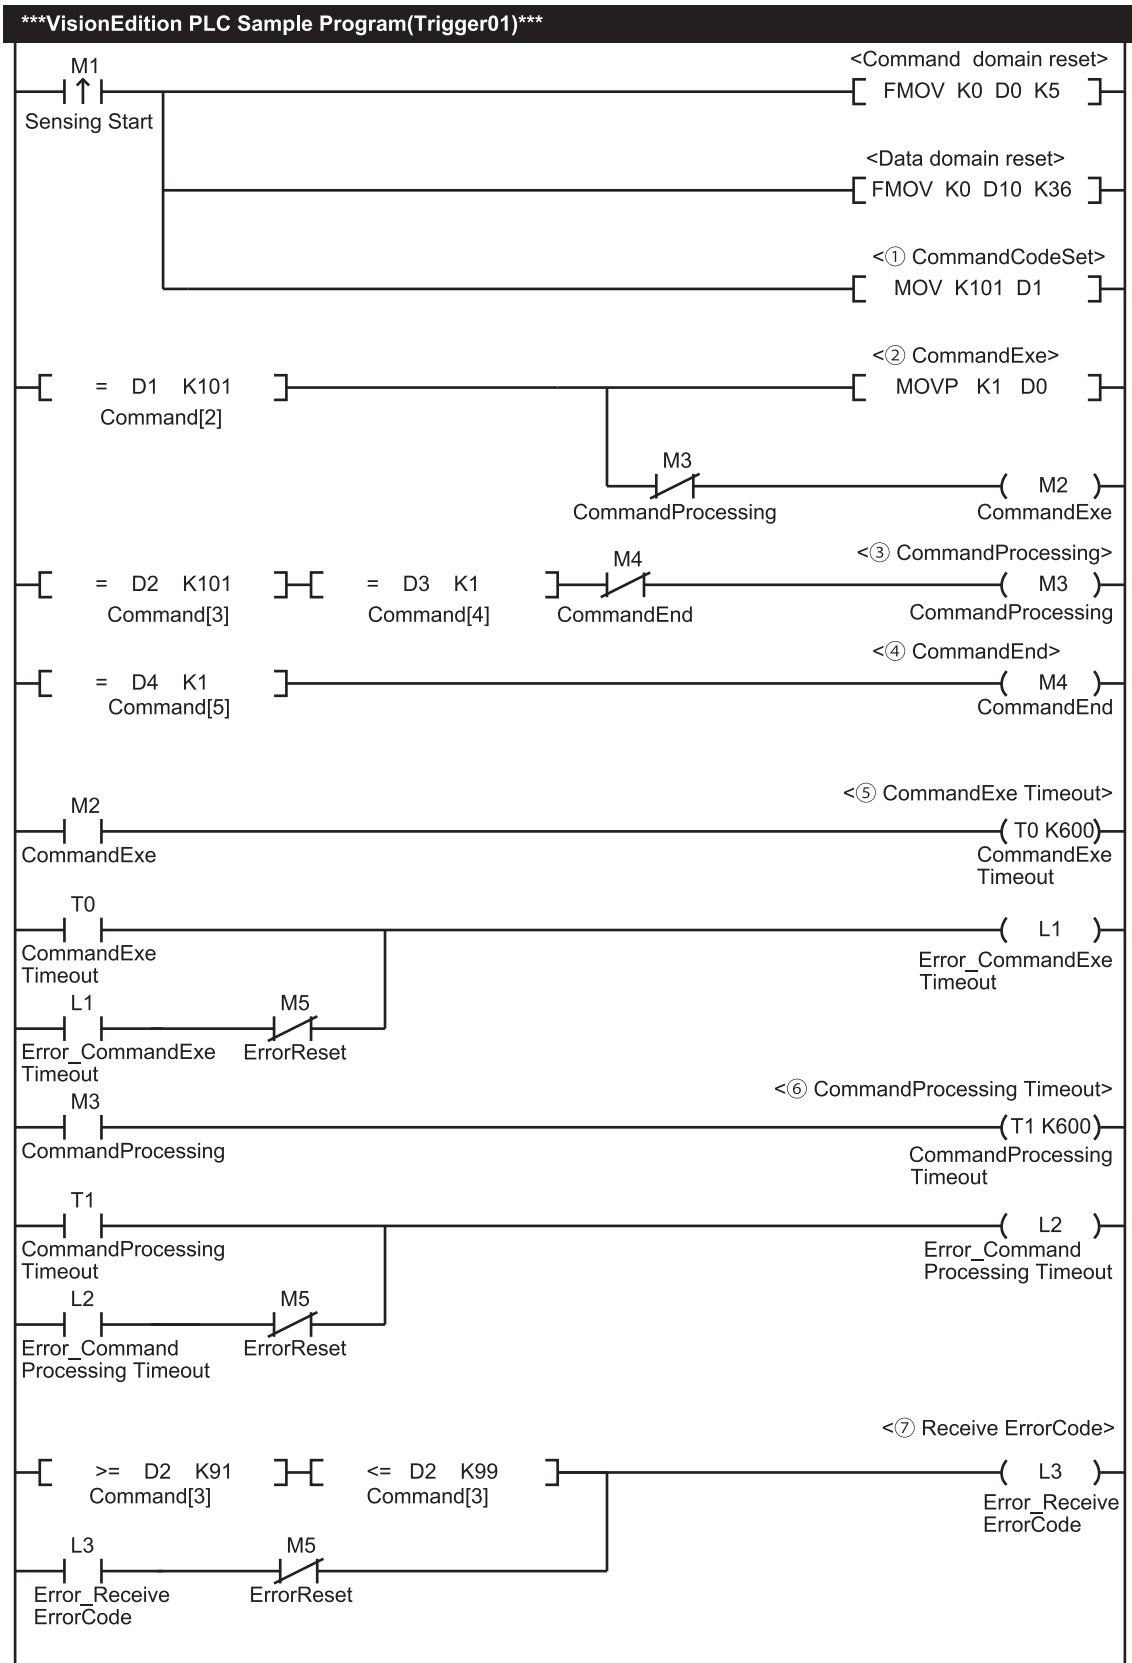 ***VisionEdition PLC Sample Program(Trigger01)***
M1
<Command domain reset>
FMOV K0 D0 K5
Sensing Start
<Data domain reset>
FMOV K0 D10 K36
<① CommandCodeSet>
MOV K101 D1
<② CommandExe>
= D1 K101
MOVP K1 D0
Command[2]
M3
M2
CommandProcessing
CommandExe
M4
<③ CommandProcessing>
= D2 K101
= D3 K1
M3
Command[3]
Command[4]
CommandEnd
CommandProcessing
<④ CommandEnd>
= D4 K1
M4
Command[5]
CommandEnd
<⑤ CommandExe Timeout>
M2
T0 K600
CommandExe
CommandExe
Timeout
T0
L1
CommandExe
Timeout
Error_CommandExe
Timeout
L1
M5
Error_CommandExe
Timeout
ErrorReset
<⑥ CommandProcessing Timeout>
M3
T1 K600
CommandProcessing
CommandProcessing
Timeout
T1
L2
CommandProcessing
Timeout
Error_Command
Processing Timeout
L2
M5
Error_Command
Processing Timeout
ErrorReset
<⑦ Receive ErrorCode>
>= D2 K91
<= D2 K99
L3
Command[3]
Command[3]
Error_Receive
ErrorCode
L3
M5
Error_Receive
ErrorCode
ErrorReset